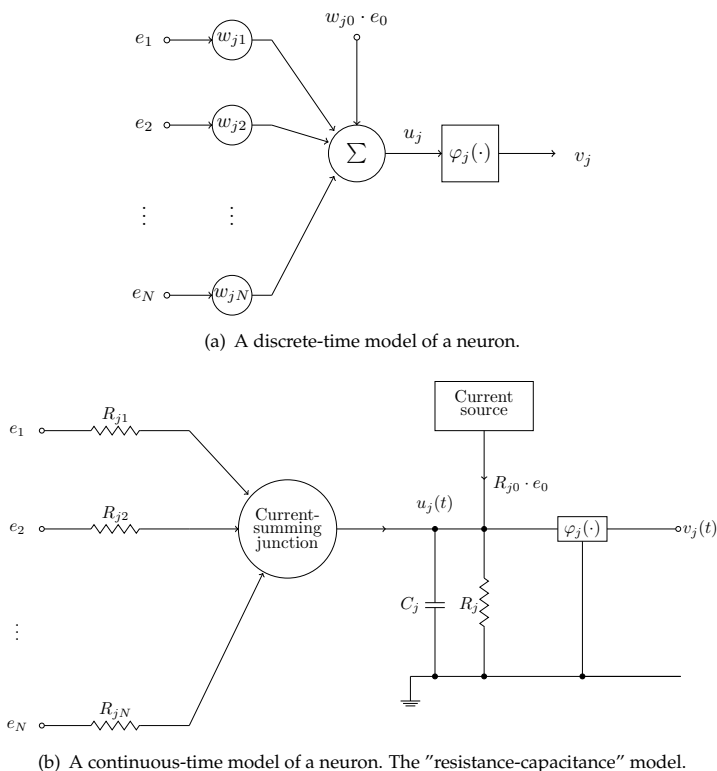 w_{j0} · e_0
e_1 w_{j1}
e_2 w_{j2}
∑ u_j φ_j(·) v_j
⋮ ⋮
e_N w_{jN}
(a) A discrete-time model of a neuron.
Current
source
R_{j1}
e_1
R_{j0} · e_0
u_j(t)
R_{j2}
e_2
Current-
summing
junction
φ_j(·) v_j(t)
C_j R_j
⋮
R_{jN}
e_N
(b) A continuous-time model of a neuron. The ”resistance-capacitance” model.